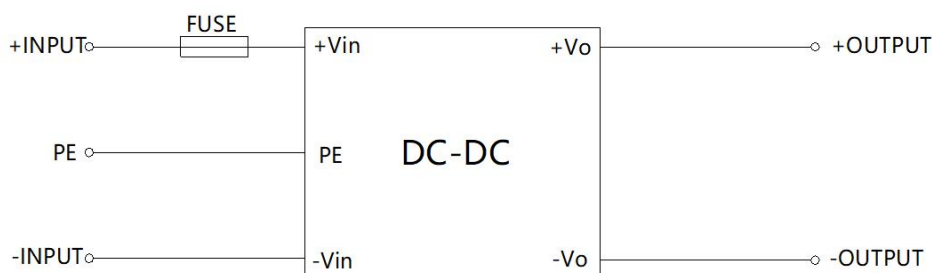 FUSE
+INPUT +Vin +Vo +OUTPUT
PE PE DC-DC
-INPUT -Vin -Vo -OUTPUT